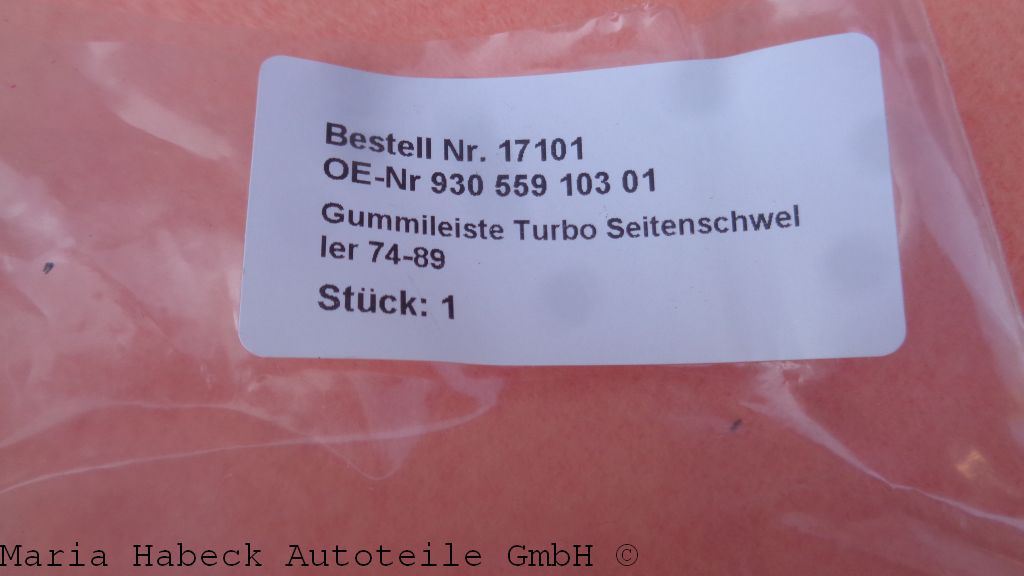 Bestell Nr. 17101
OE-Nr 930 559 103 01
Gummileiste Turbo Seitenschwel
ler 74-89
Stück: 1
Maria Habeck Autoteile GmbH ©